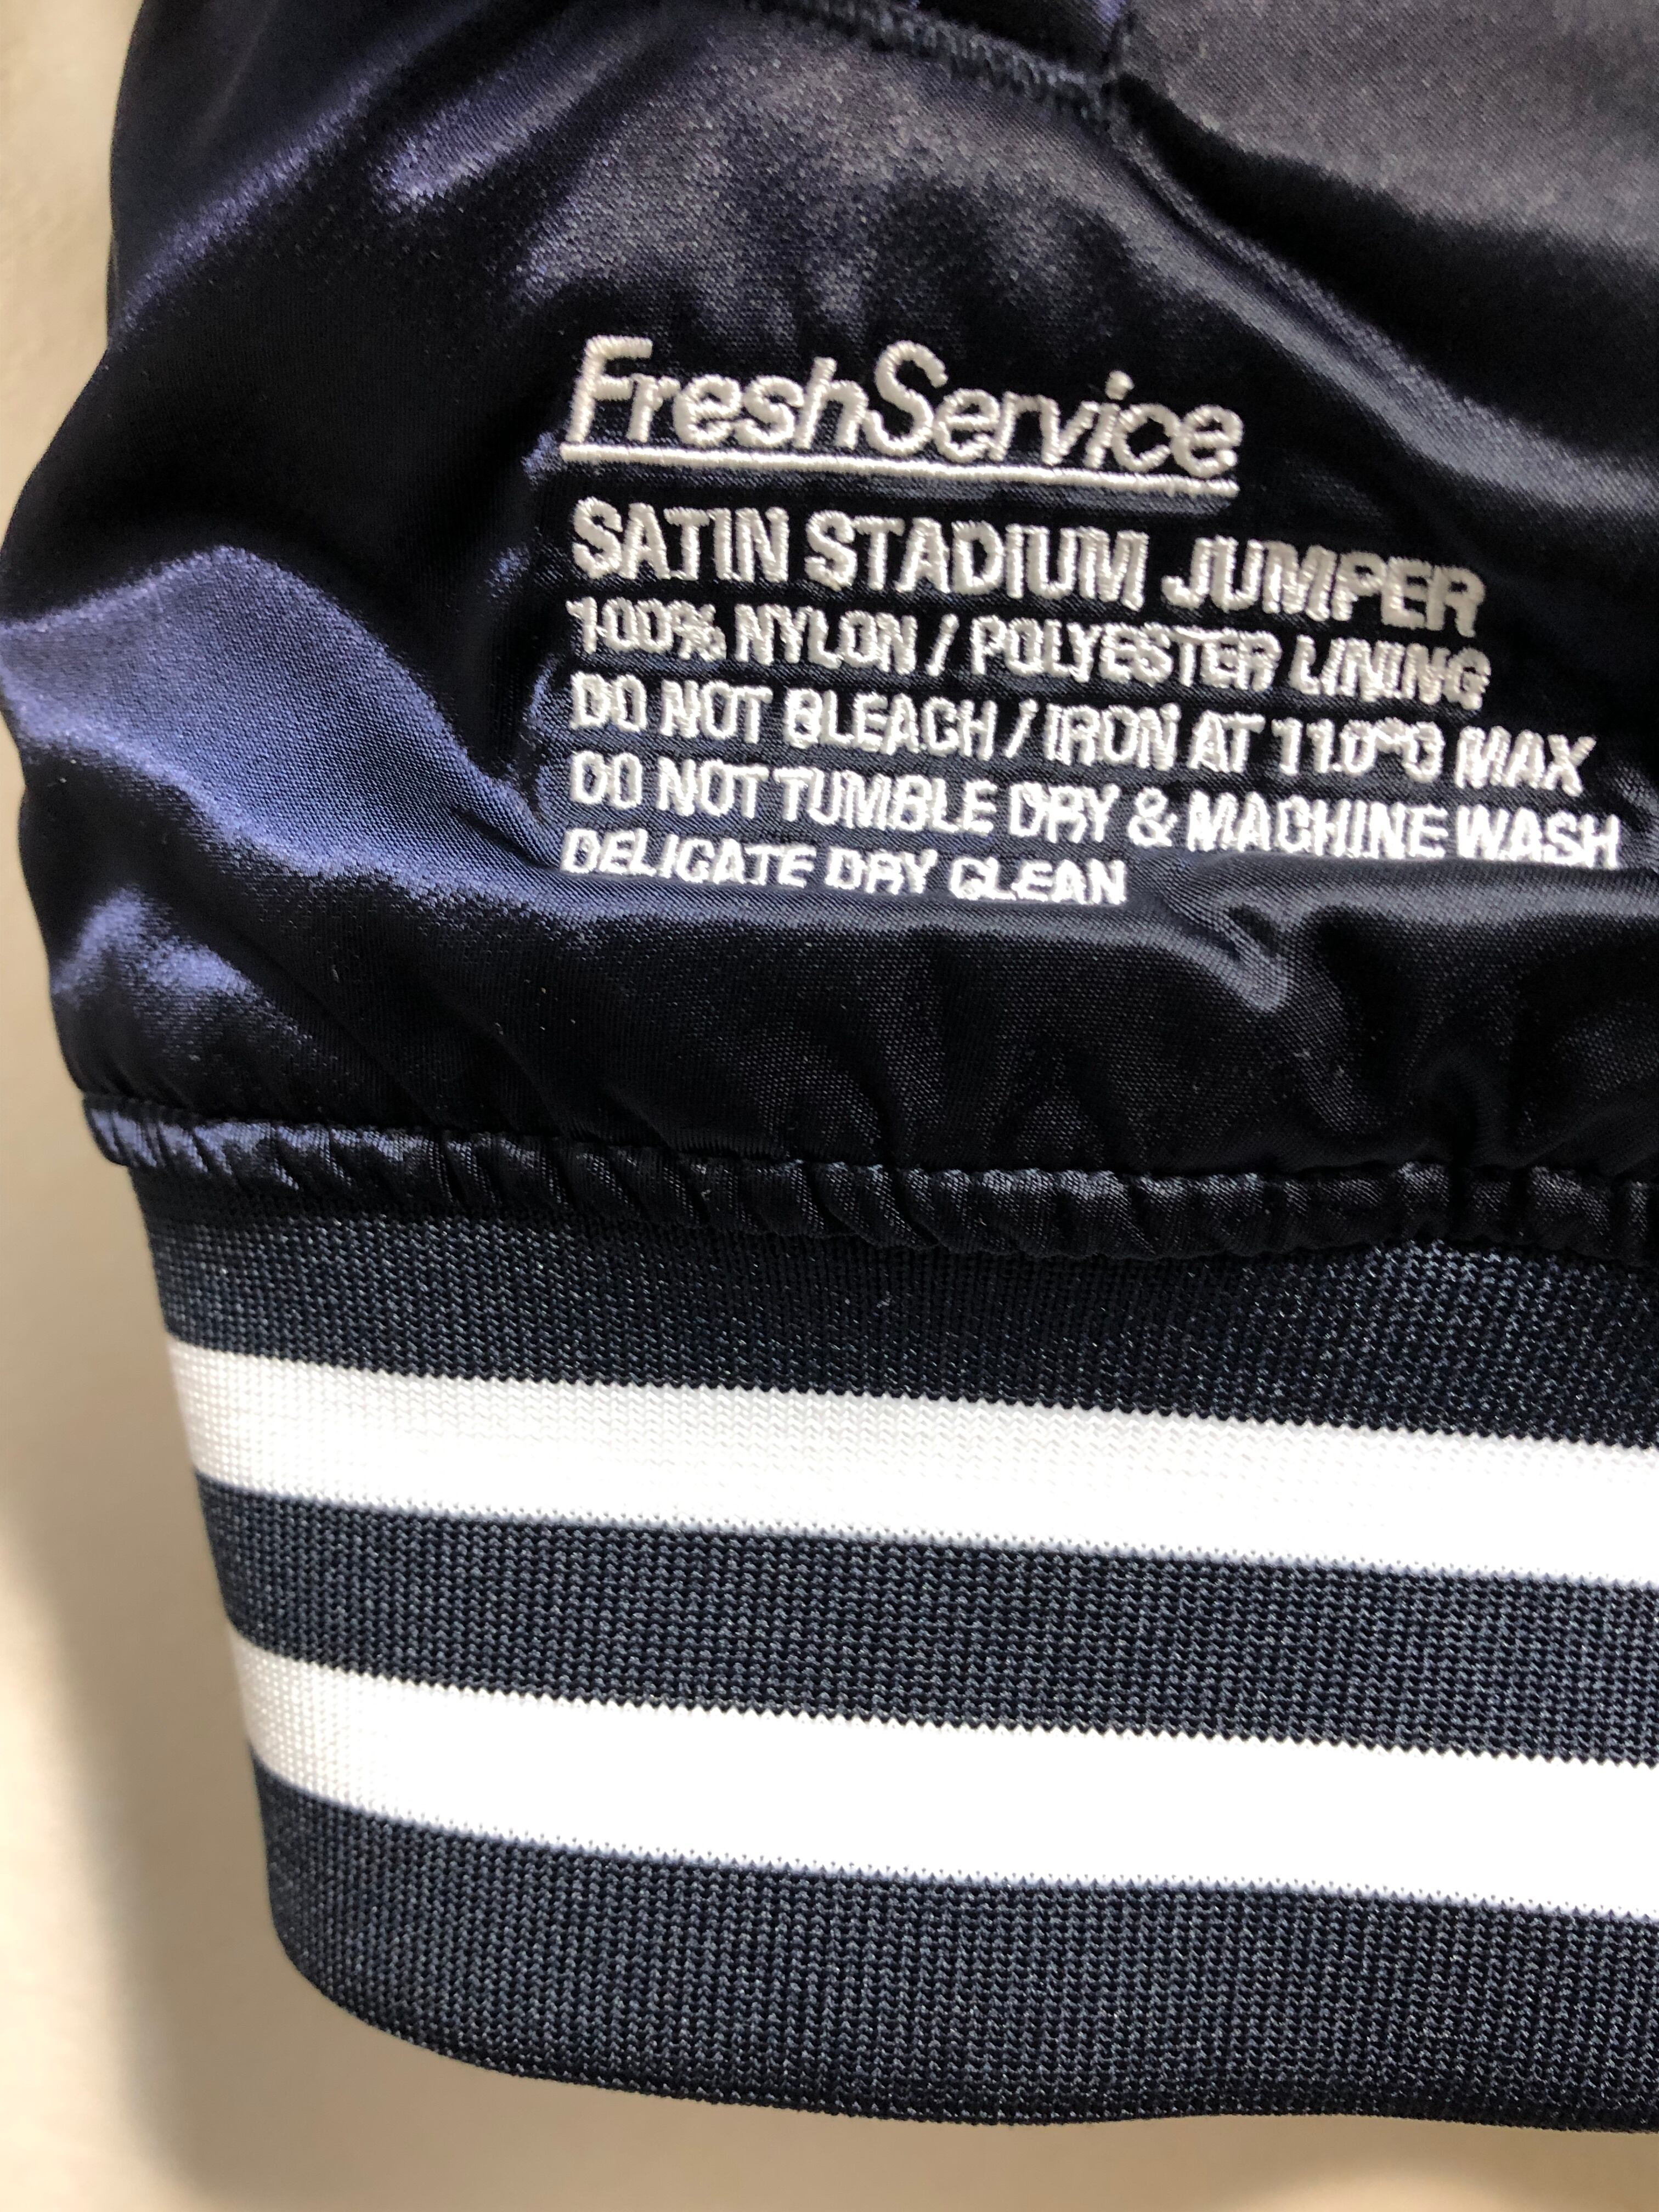 FreshService
SATIN STADIUM JUMPER
100% NYLON / POLYESTER LINING
DO NOT BLEACH / IRON AT 110°C MAX
DO NOT TUMBLE DRY & MACHINE WASH
DELICATE DRY CLEAN